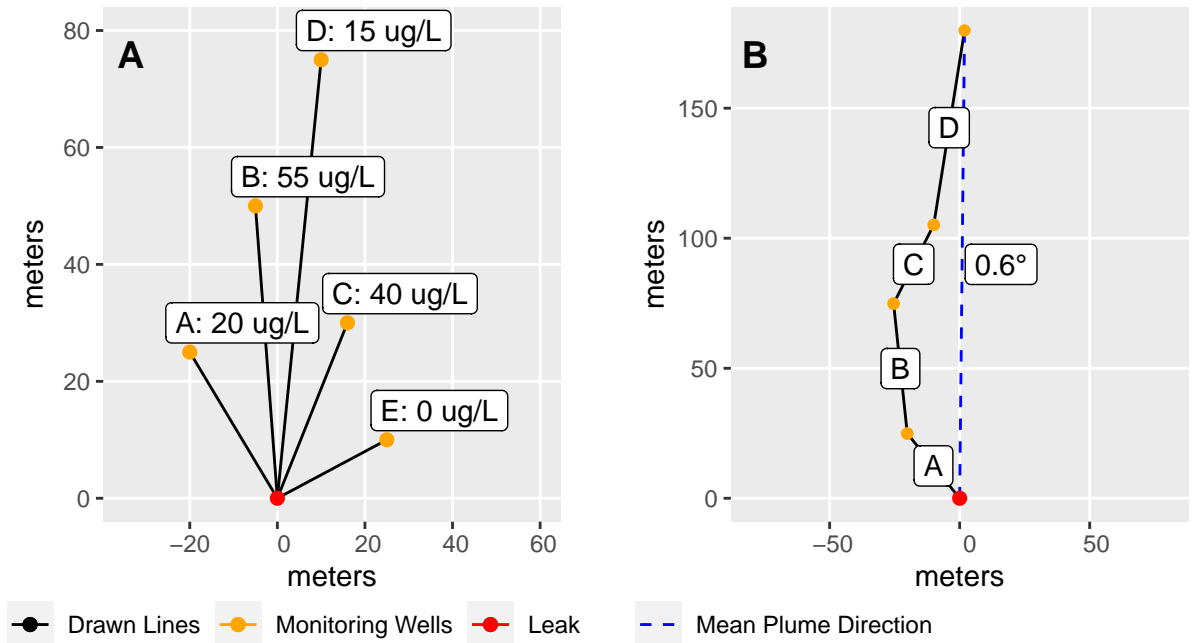 A
D: 15 ug/L
B: 55 ug/L
C: 40 ug/L
A: 20 ug/L
E: 0 ug/L
80
60
40
20
0
meters
−20
0
20
40
60
meters
B
D
C
0.6°
B
A
150
100
50
0
meters
−50
0
50
meters
Drawn Lines
Monitoring Wells
Leak
Mean Plume Direction